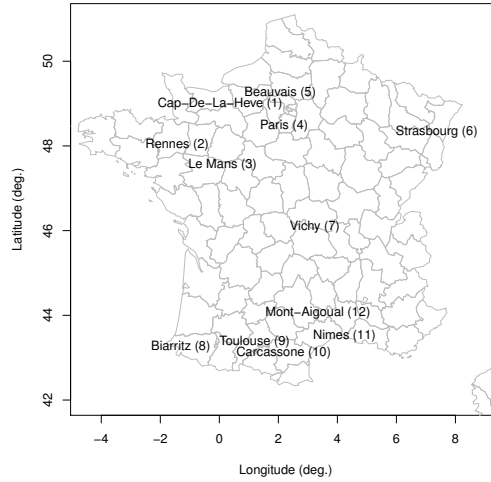 50
Beauvais (5)
Cap−De−La−Heve (1)
Paris (4)
Strasbourg (6)
48
Rennes (2)
Le Mans (3)
Latitude (deg.)
46
Vichy (7)
44
Mont−Aigoual (12)
Nimes (11)
Biarritz (8)
Toulouse (9)
Carcassone (10)
42
−4 −2 0 2 4 6 8
Longitude (deg.)